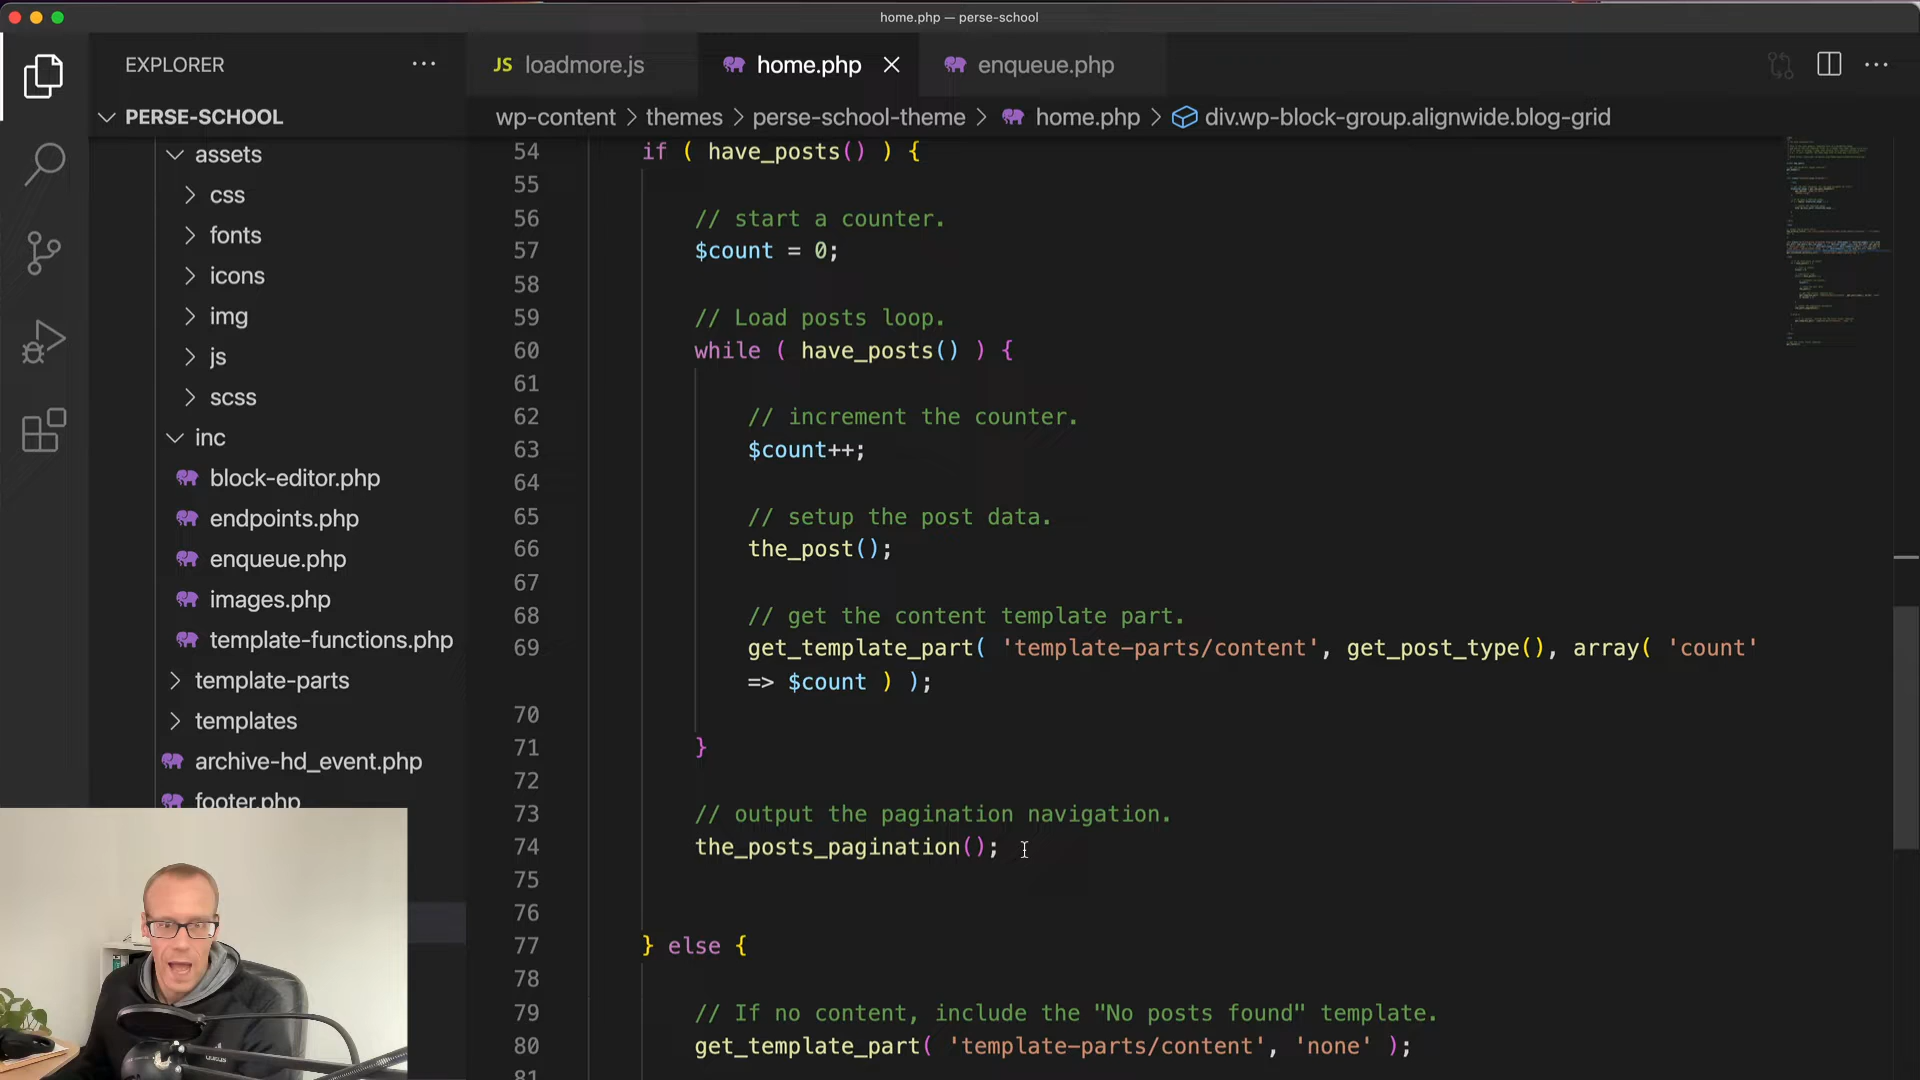 home.php — perse-school
EXPLORER
JS loadmore.js
home.php
enqueue.php
PERSE-SCHOOL
wp-content > themes > perse-school-theme > home.php > div.wp-block-group.alignwide.blog-grid
assets
css
fonts
icons
img
js
scss
inc
block-editor.php
endpoints.php
enqueue.php
images.php
template-functions.php
template-parts
templates
archive-hd_event.php
footer.php
54 if ( have_posts() ) {
55
56 // start a counter.
57 $count = 0;
58
59 // Load posts loop.
60 while ( have_posts() ) {
61
62 // increment the counter.
63 $count++;
64
65 // setup the post data.
66 the_post();
67
68 // get the content template part.
69 get_template_part( 'template-parts/content', get_post_type(), array( 'count'
=> $count ) );
70
71 }
72
73 // output the pagination navigation.
74 the_posts_pagination();
75
76
77 } else {
78
79 // If no content, include the "No posts found" template.
80 get_template_part( 'template-parts/content', 'none' );
81